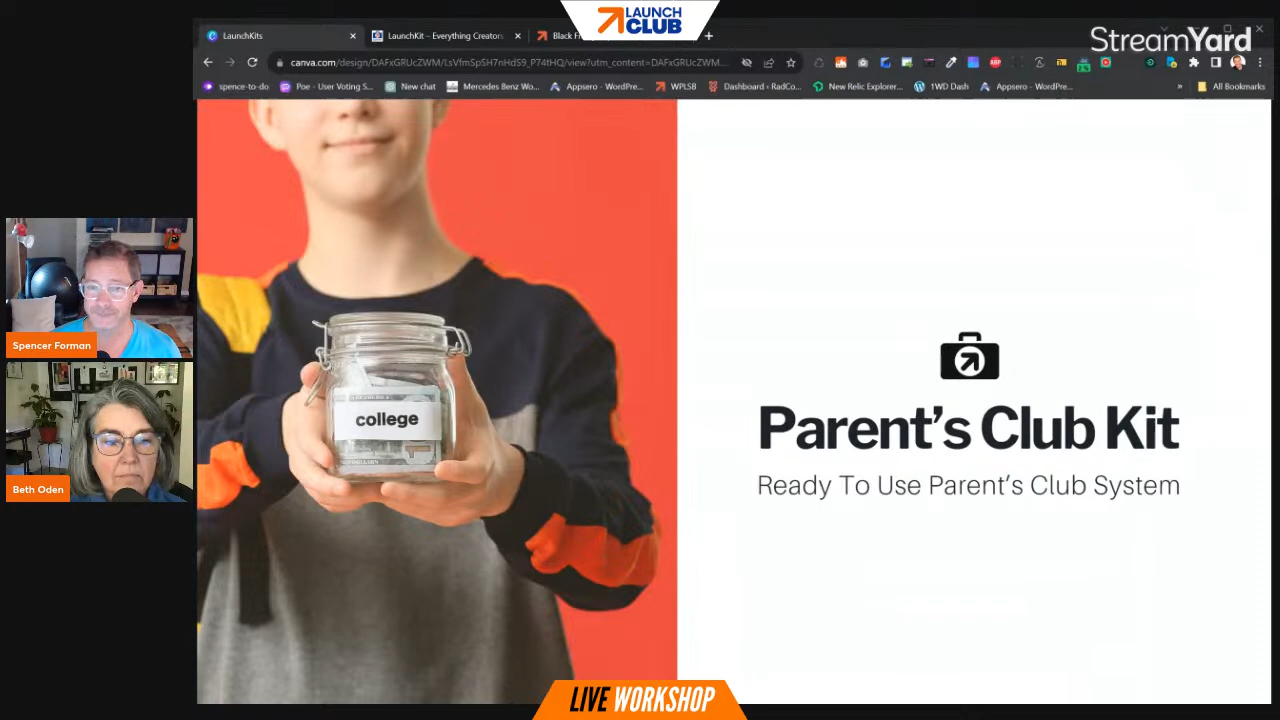 LAUNCH
CLUB
StreamYard
LaunchKits
LaunchKit – Everything Creators
Black Fr
canva.com/design/DAFxGRUcZWM/LsVfmSpSH7nHdS9_P74tHQ/view?utm_content=DAFxGRUcZWM...
spence-to-do
Poe - User Voting S...
New chat
Mercedes Benz Wo...
Appsero - WordPre...
WPLS8
Dashboard ‹ RadCo...
New Relic Explorer...
1WD Dash
Appsero - WordPre...
»
All Bookmarks
college
Parent's Club Kit
Ready To Use Parent's Club System
Spencer Forman
Beth Oden
LIVE WORKSHOP